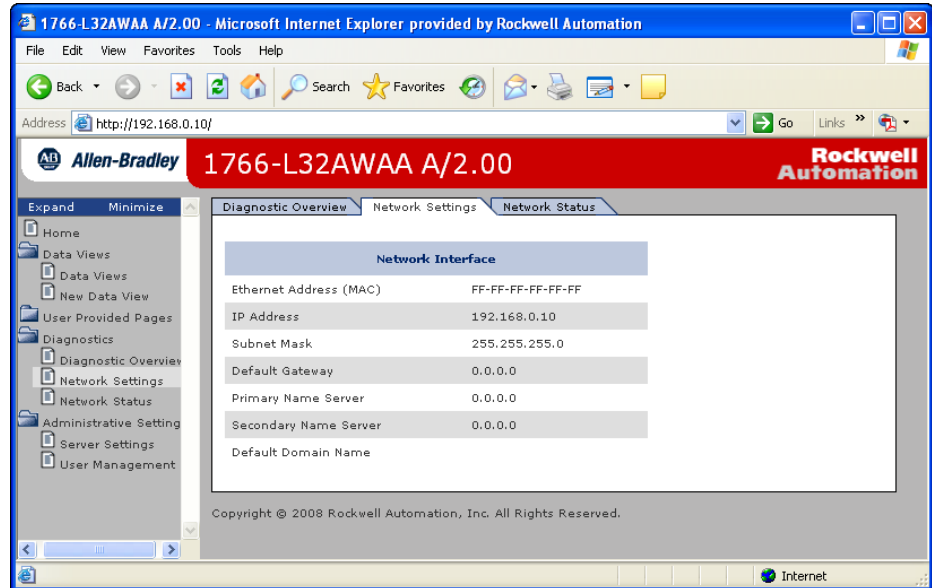 1766-L32AWAA A/2.00 - Microsoft Internet Explorer provided by Rockwell Automation
File Edit View Favorites Tools Help
Back Search Favorites
Address http://192.168.0.10/ Go Links »
AB Allen-Bradley 1766-L32AWAA A/2.00 Rockwell Automation
Expand Minimize
Home
Data Views
Data Views
New Data View
User Provided Pages
Diagnostics
Diagnostic Overview
Network Settings
Network Status
Administrative Setting
Server Settings
User Management
Diagnostic Overview Network Settings Network Status
Network Interface
Ethernet Address (MAC) FF-FF-FF-FF-FF-FF
IP Address 192.168.0.10
Subnet Mask 255.255.255.0
Default Gateway 0.0.0.0
Primary Name Server 0.0.0.0
Secondary Name Server 0.0.0.0
Default Domain Name
Copyright © 2008 Rockwell Automation, Inc. All Rights Reserved.
Internet